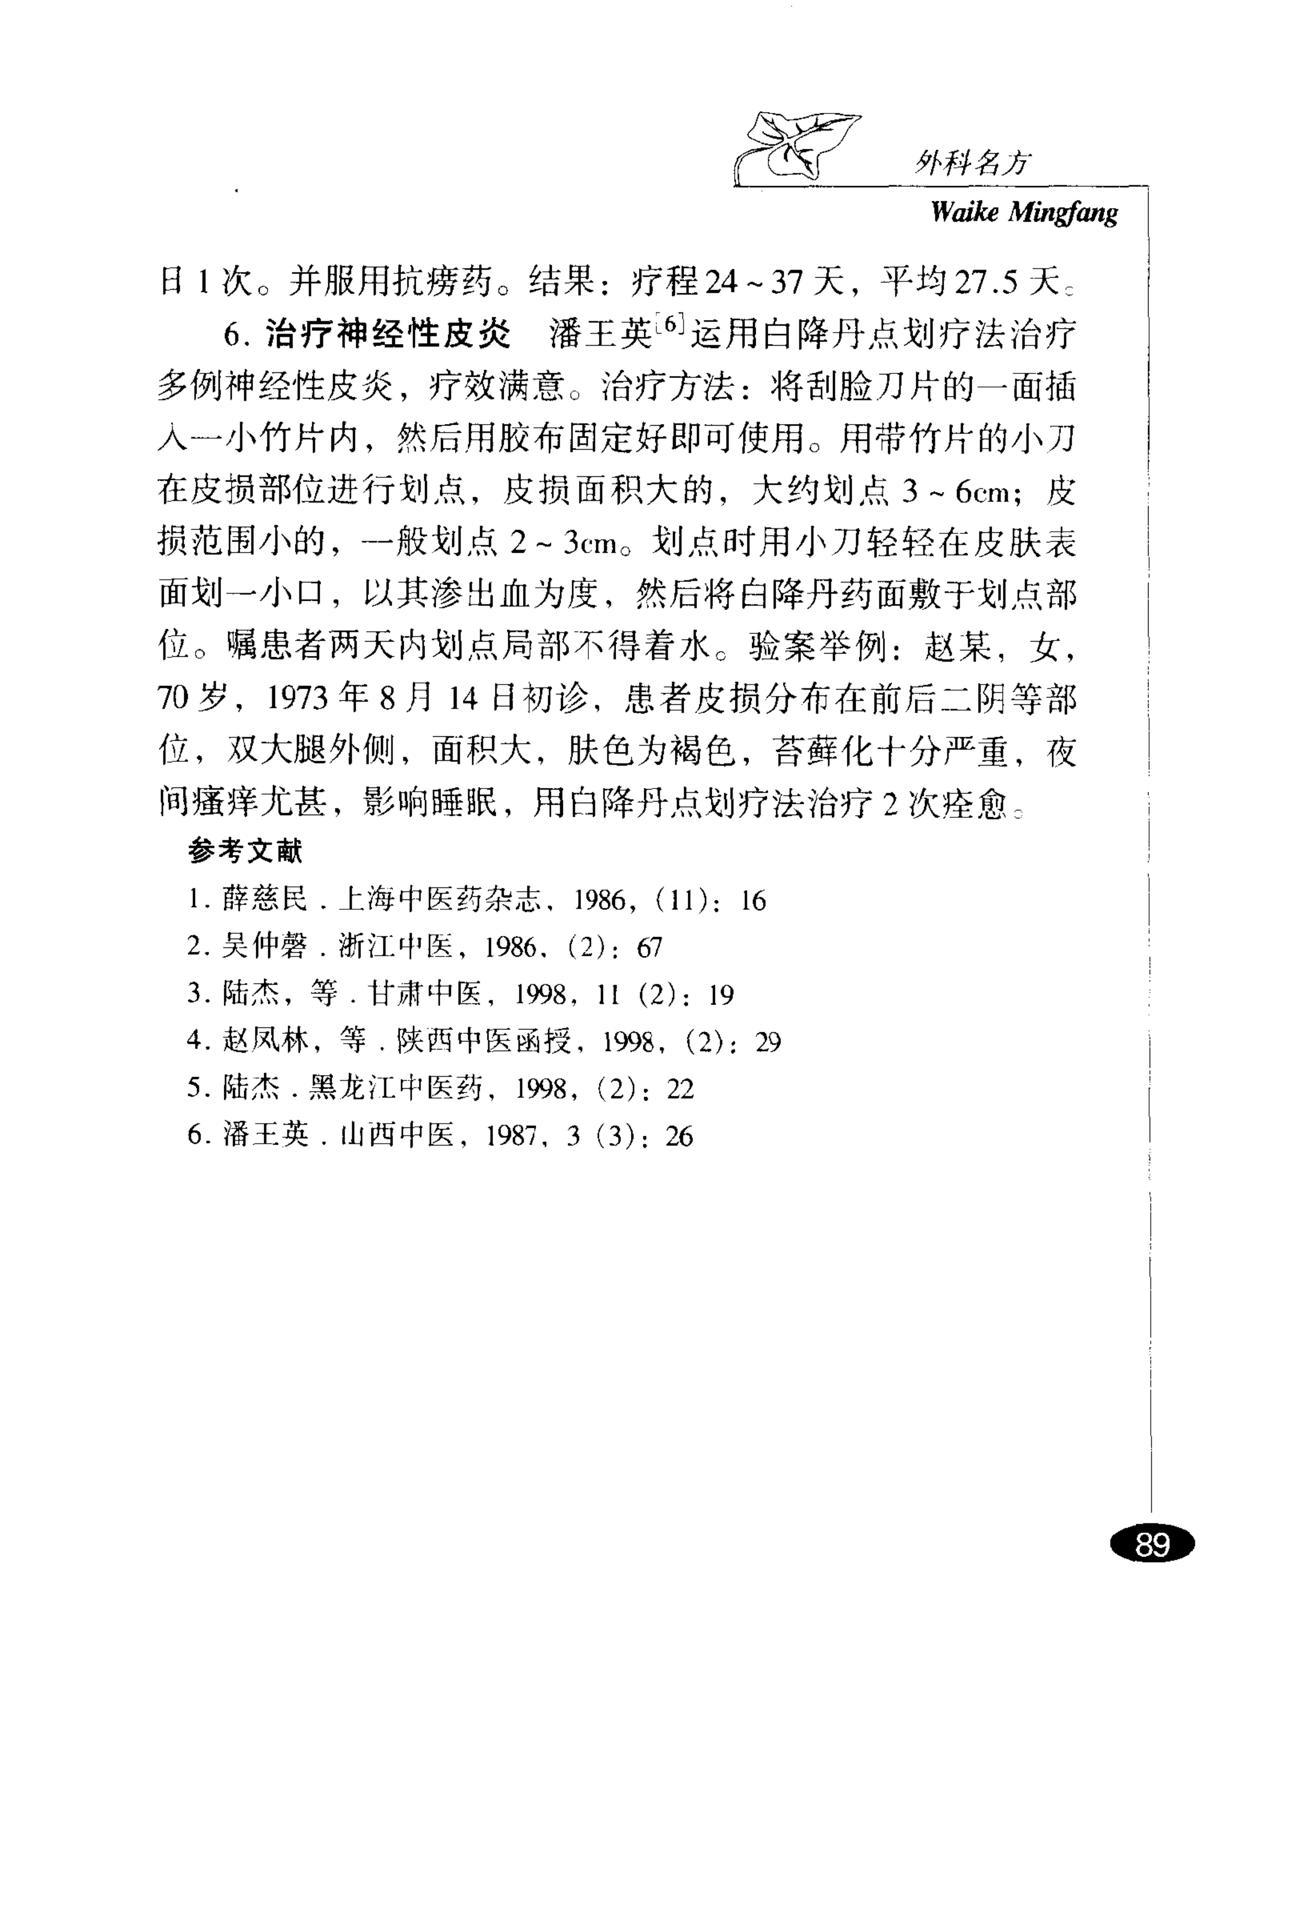 外科名方
Waike Mingfang
日1次。并服用抗痨药。结果：疗程24~37天，平均27.5天。
6. 治疗神经性皮炎　潘王英[6]运用白降丹点划疗法治疗
多例神经性皮炎，疗效满意。治疗方法：将刮脸刀片的一面插
入一小竹片内，然后用胶布固定好即可使用。用带竹片的小刀
在皮损部位进行划点，皮损面积大的，大约划点 3~6cm；皮
损范围小的，一般划点 2~3cm。划点时用小刀轻轻在皮肤表
面划一小口，以其渗出血为度，然后将白降丹药面敷于划点部
位。嘱患者两天内划点局部不得着水。验案举例：赵某，女，
70岁，1973年8月14日初诊，患者皮损分布在前后二阴等部
位，双大腿外侧，面积大，肤色为褐色，苔藓化十分严重，夜
间瘙痒尤甚，影响睡眠，用白降丹点划疗法治疗2次痊愈。
参考文献
1. 薛慈民．上海中医药杂志，1986，(11)：16
2. 吴仲磬．浙江中医，1986，(2)：67
3. 陆杰，等．甘肃中医，1998，11 (2)：19
4. 赵凤林，等．陕西中医函授，1998，(2)：29
5. 陆杰．黑龙江中医药，1998，(2)：22
6. 潘王英．山西中医，1987，3 (3)：26
89